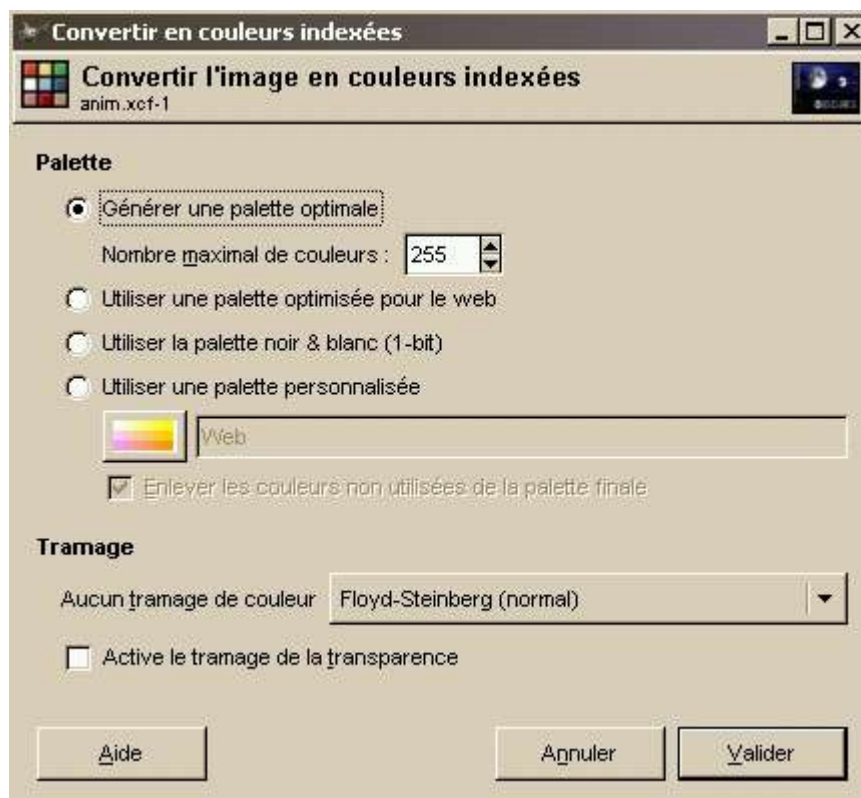 Convertir en couleurs indexées
Convertir l'image en couleurs indexées
anim.xcf-1
Palette
Générer une palette optimale
Nombre maximal de couleurs : 255
Utiliser une palette optimisée pour le web
Utiliser la palette noir & blanc (1-bit)
Utiliser une palette personnalisée
Web
Enlever les couleurs non utilisées de la palette finale
Tramage
Aucun tramage de couleur Floyd-Steinberg (normal)
Active le tramage de la transparence
Aide Annuler Valider